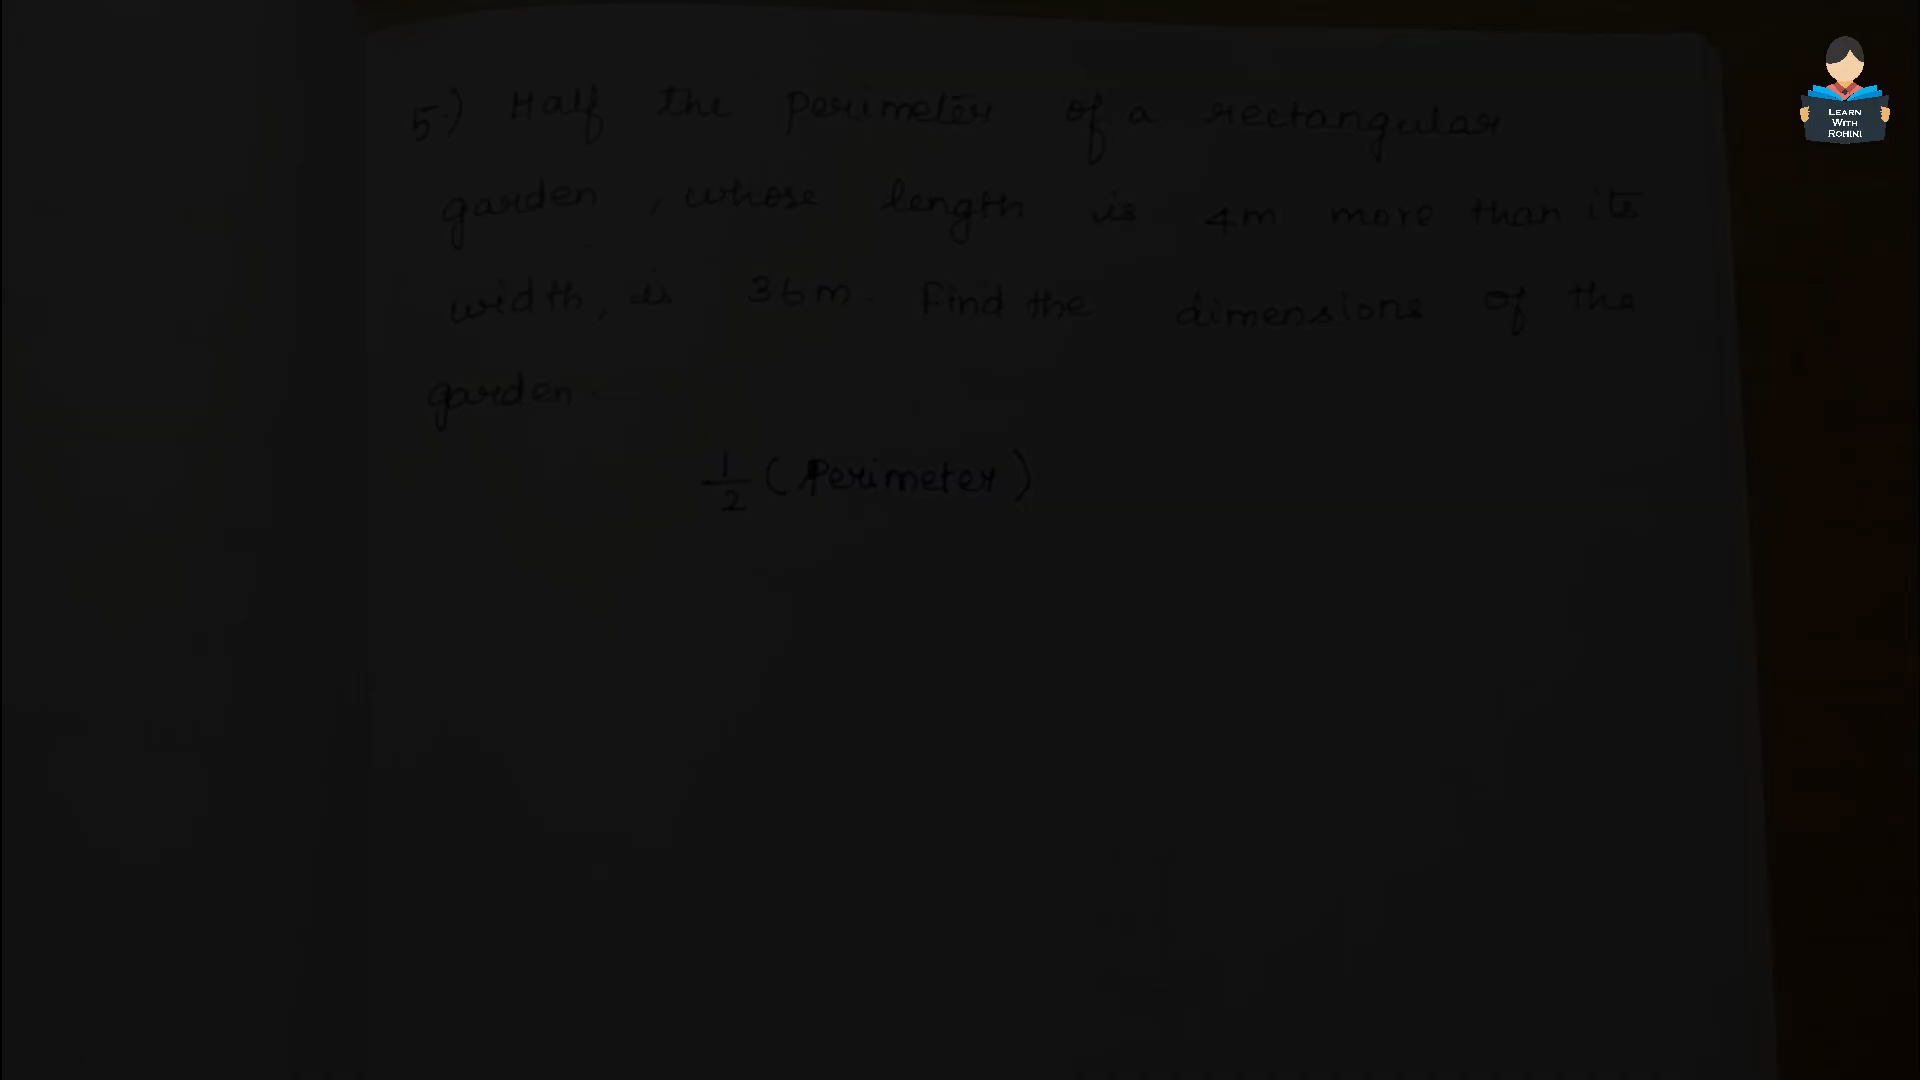 5.) Half the perimeter of a rectangular
garden, whose length is 4m more than its
width, is 36m. Find the dimensions of the
garden.
1/2 (Perimeter)
LEARN
WITH
ROHINI